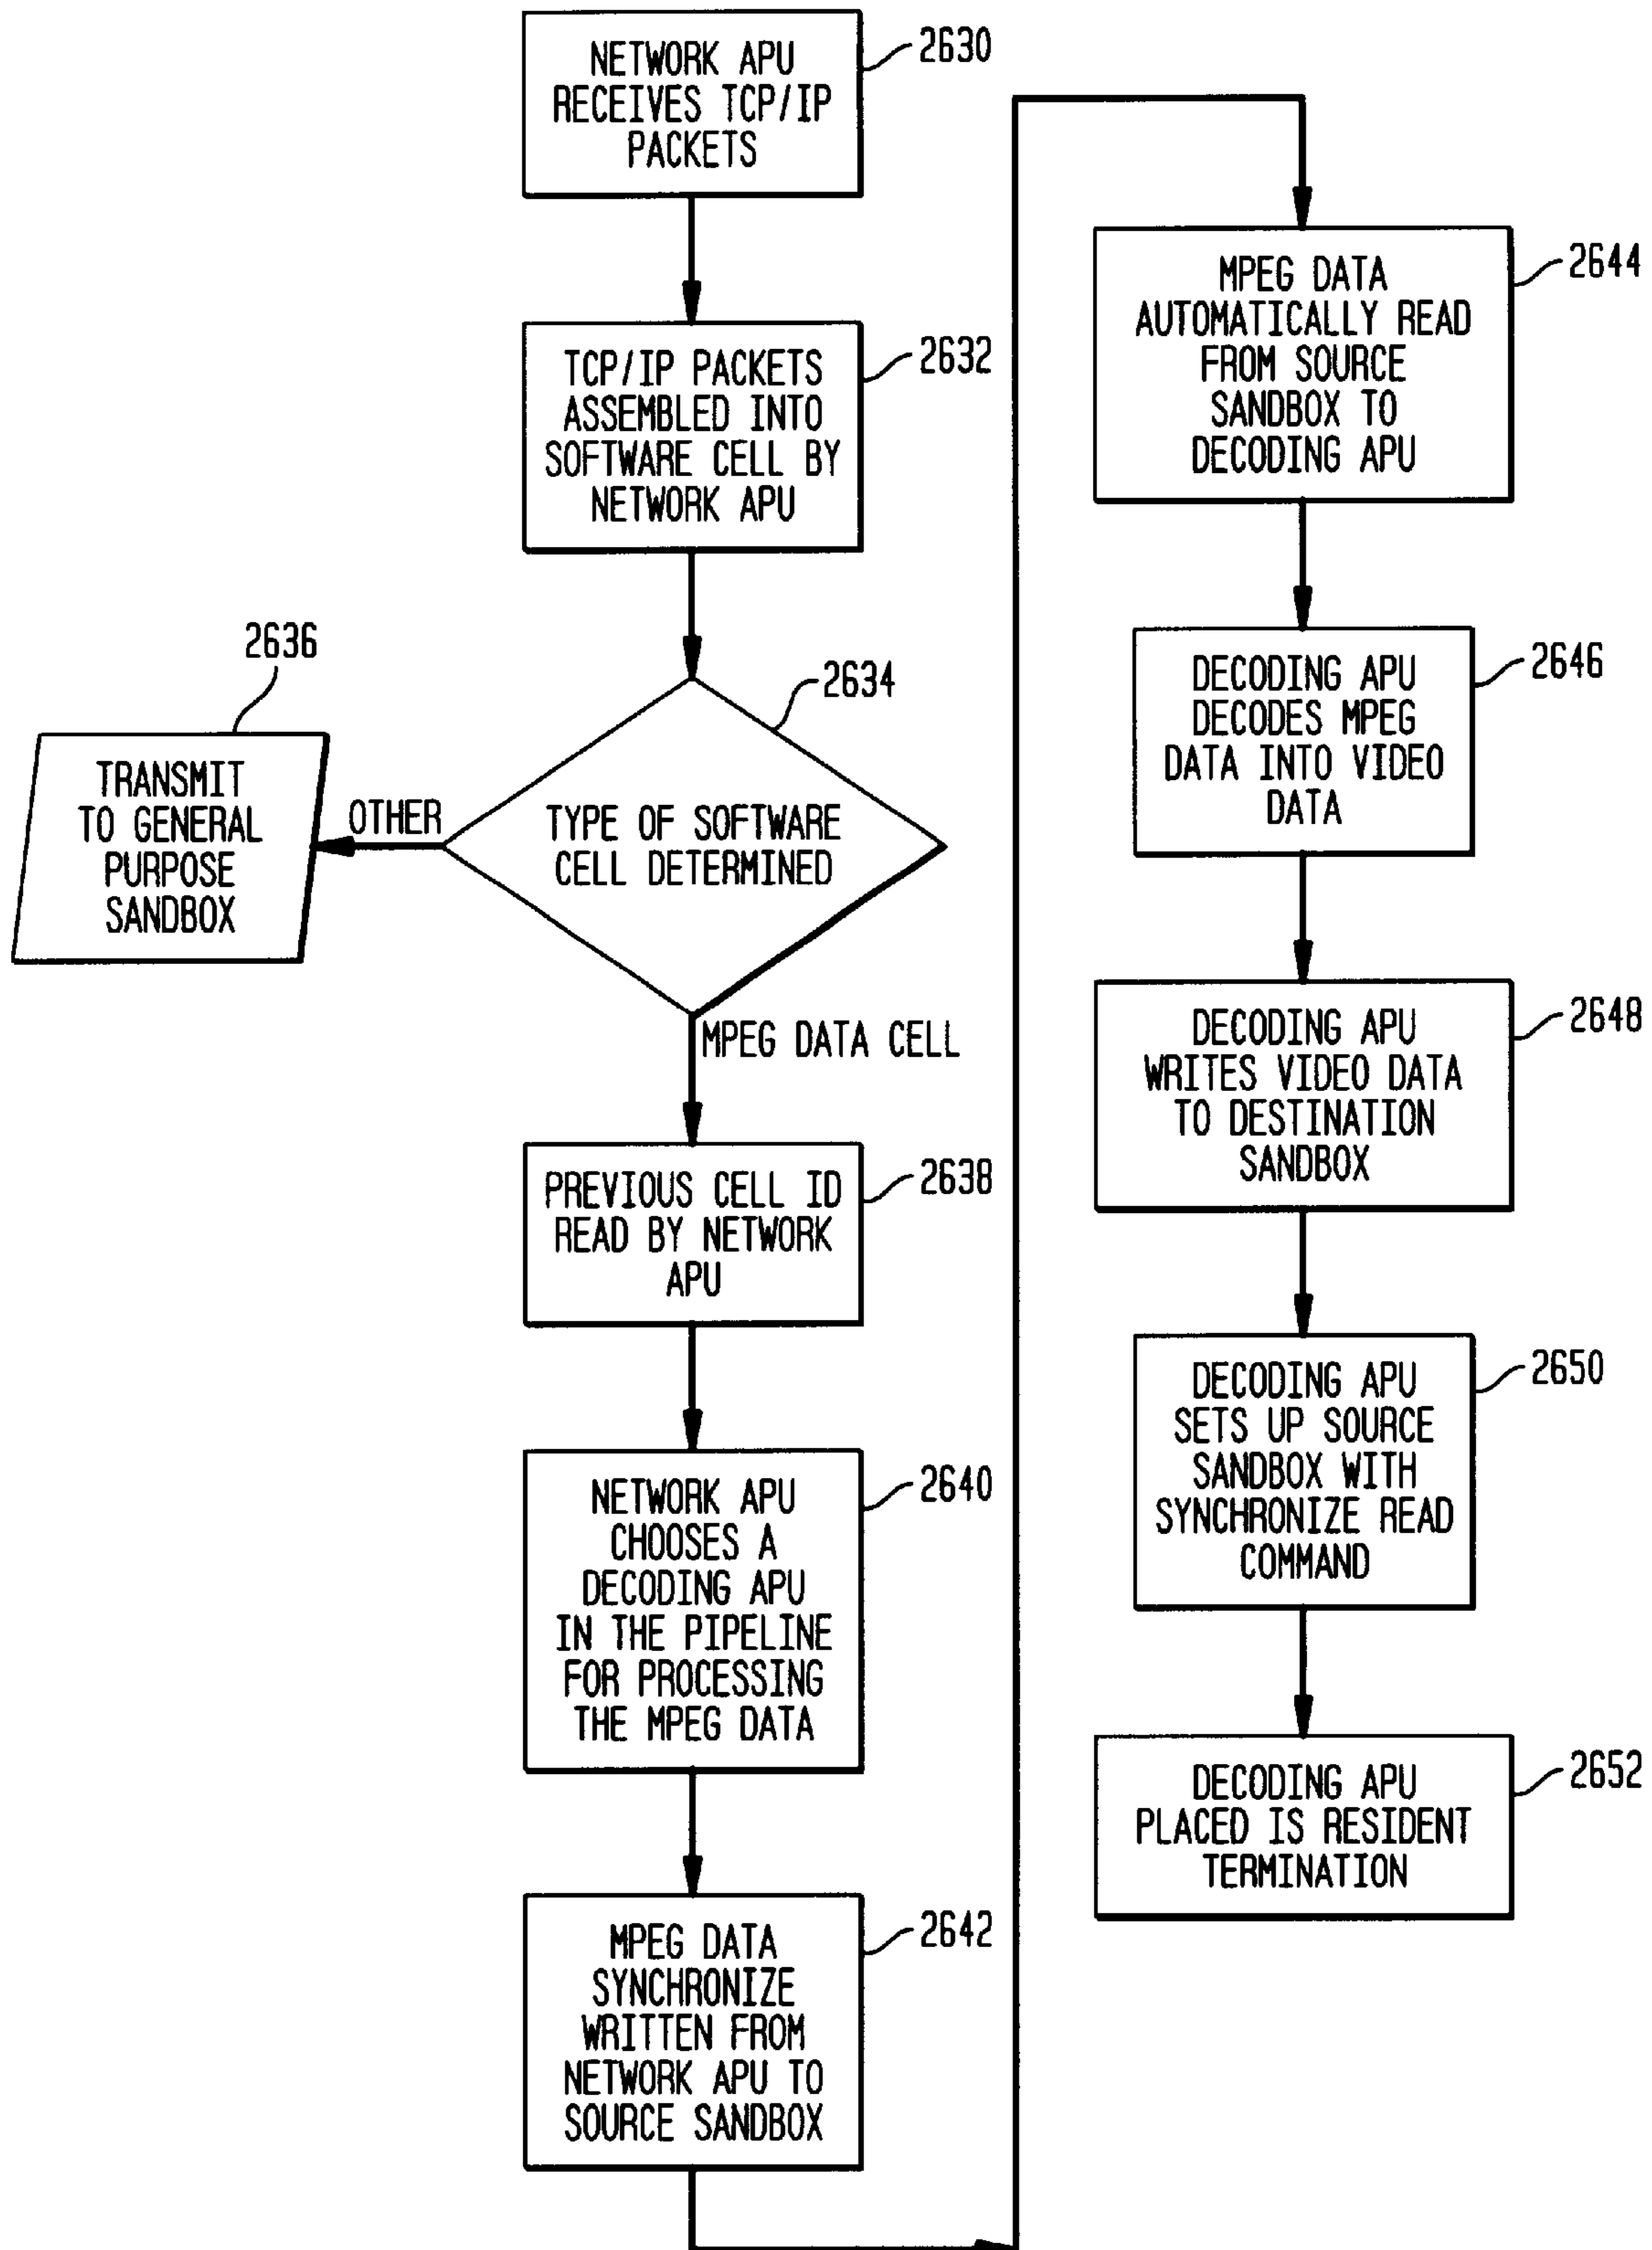 NETWORK APU
RECEIVES TCP/IP
PACKETS
2630
TCP/IP PACKETS
ASSEMBLED INTO
SOFTWARE CELL BY
NETWORK APU
2632
TYPE OF SOFTWARE
CELL DETERMINED
2634
OTHER
TRANSMIT
TO GENERAL
PURPOSE
SANDBOX
2636
MPEG DATA CELL
PREVIOUS CELL ID
READ BY NETWORK
APU
2638
NETWORK APU
CHOOSES A
DECODING APU
IN THE PIPELINE
FOR PROCESSING
THE MPEG DATA
2640
MPEG DATA
SYNCHRONIZE
WRITTEN FROM
NETWORK APU TO
SOURCE SANDBOX
2642
MPEG DATA
AUTOMATICALLY READ
FROM SOURCE
SANDBOX TO
DECODING APU
2644
DECODING APU
DECODES MPEG
DATA INTO VIDEO
DATA
2646
DECODING APU
WRITES VIDEO DATA
TO DESTINATION
SANDBOX
2648
DECODING APU
SETS UP SOURCE
SANDBOX WITH
SYNCHRONIZE READ
COMMAND
2650
DECODING APU
PLACED IS RESIDENT
TERMINATION
2652